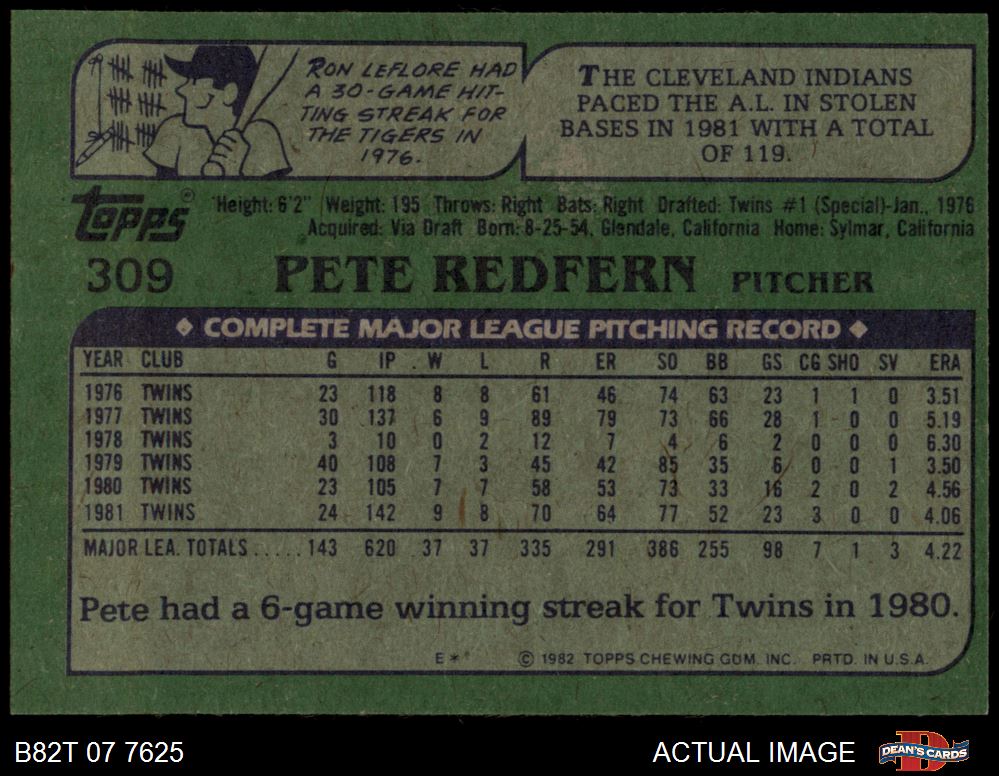 RON LEFLORE HAD
A 30-GAME HIT-
TING STREAK FOR
THE TIGERS IN
1976.
THE CLEVELAND INDIANS
PACED THE A.L. IN STOLEN
BASES IN 1981 WITH A TOTAL
OF 119.
topps®
Height: 6'2" Weight: 195 Throws: Right Bats: Right Drafted: Twins #1 (Special)-Jan., 1976
Acquired: Via Draft Born: 8-25-54, Glendale, California Home: Sylmar, California
309 PETE REDFERN PITCHER
◆ COMPLETE MAJOR LEAGUE PITCHING RECORD ◆
YEAR CLUB G IP W L R ER SO BB GS CG SHO SV ERA
1976 TWINS 23 118 8 8 61 46 74 63 23 1 1 0 3.51
1977 TWINS 30 137 6 9 89 79 73 66 28 1 0 0 5.19
1978 TWINS 3 10 0 2 12 7 4 6 2 0 0 0 6.30
1979 TWINS 40 108 7 3 45 42 85 35 6 0 0 1 3.50
1980 TWINS 23 105 7 7 58 53 73 33 16 2 0 2 4.56
1981 TWINS 24 142 9 8 70 64 77 52 23 3 0 0 4.06
MAJOR LEA. TOTALS ..... 143 620 37 37 335 291 386 255 98 7 1 3 4.22
Pete had a 6-game winning streak for Twins in 1980.
E* © 1982 TOPPS CHEWING GUM, INC. PRTD. IN U.S.A.
B82T 07 7625 ACTUAL IMAGE DEAN'S CARDS